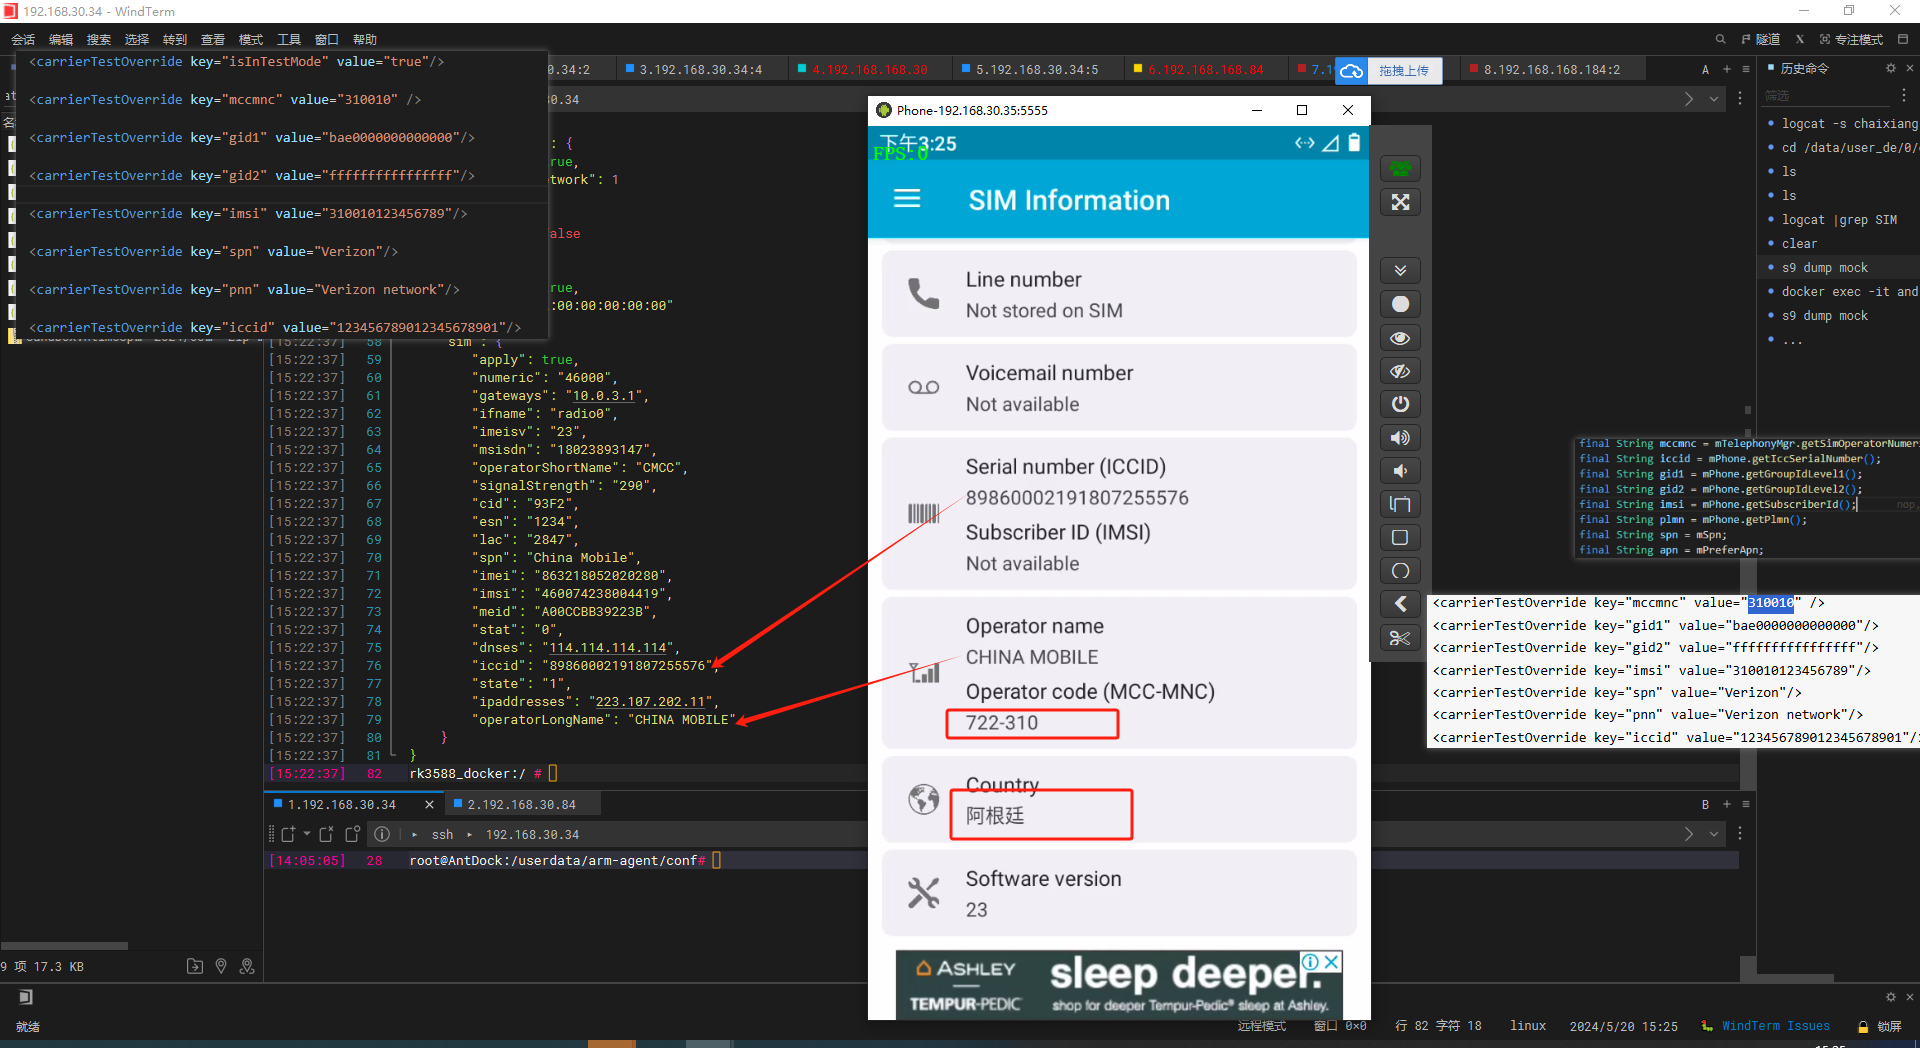 192.168.30.34 - WindTerm
会话 编辑 搜索 选择 转到 查看 模式 工具 窗口 帮助
隧道 X 专注模式
<carrierTestOverride key="isInTestMode" value="true"/>
<carrierTestOverride key="mccmnc" value="310010" />
<carrierTestOverride key="gid1" value="bae0000000000000"/>
<carrierTestOverride key="gid2" value="ffffffffffffffff"/>
<carrierTestOverride key="imsi" value="310010123456789"/>
<carrierTestOverride key="spn" value="Verizon"/>
<carrierTestOverride key="pnn" value="Verizon network"/>
<carrierTestOverride key="iccid" value="123456789012345678901"/>
30.34:2
3.192.168.30.34:4
4.192.168.168.30
5.192.168.30.34:5
6.192.168.168.84
7.1
拖拽上传
8.192.168.168.184:2
A
30.34
: {
rue,
twork": 1
alse
rue,
:00:00:00:00:00"
[15:22:37] 58 "sim": {
[15:22:37] 59 "apply": true,
[15:22:37] 60 "numeric": "46000",
[15:22:37] 61 "gateways": "10.0.3.1",
[15:22:37] 62 "ifname": "radio0",
[15:22:37] 63 "imeisv": "23",
[15:22:37] 64 "msisdn": "18023893147",
[15:22:37] 65 "operatorShortName": "CMCC",
[15:22:37] 66 "signalStrength": "290",
[15:22:37] 67 "cid": "93F2",
[15:22:37] 68 "esn": "1234",
[15:22:37] 69 "lac": "2847",
[15:22:37] 70 "spn": "China Mobile",
[15:22:37] 71 "imei": "863218052020280",
[15:22:37] 72 "imsi": "460074238004419",
[15:22:37] 73 "meid": "A00CCBB39223B",
[15:22:37] 74 "stat": "0",
[15:22:37] 75 "dnses": "114.114.114.114",
[15:22:37] 76 "iccid": "89860002191807255576",
[15:22:37] 77 "state": "1",
[15:22:37] 78 "ipaddresses": "223.107.202.11",
[15:22:37] 79 "operatorLongName": "CHINA MOBILE"
[15:22:37] 80 }
[15:22:37] 81 }
[15:22:37] 82 rk3588_docker:/ #
1.192.168.30.34
2.192.168.30.84
B
ssh 192.168.30.34
[14:05:05] 28 root@AntDock:/userdata/arm-agent/conf#
9 项 17.3 KB
就绪
Phone-192.168.30.35:5555
下午3:25
FPS:0
SIM Information
Line number
Not stored on SIM
Voicemail number
Not available
Serial number (ICCID)
89860002191807255576
Subscriber ID (IMSI)
Not available
Operator name
CHINA MOBILE
Operator code (MCC-MNC)
722-310
Country
阿根廷
Software version
23
ASHLEY
TEMPUR-PEDIC
sleep deeper.
shop for deeper Tempur-Pedic® sleep at Ashley.
历史命令
筛选
logcat -s chaixiang
cd /data/user_de/0/
ls
ls
logcat |grep SIM
clear
s9 dump mock
docker exec -it and
s9 dump mock
...
final String mccmnc = mTelephonyMgr.getSimOperatorNumeri
final String iccid = mPhone.getIccSerialNumber();
final String gid1 = mPhone.getGroupIdLevel1();
final String gid2 = mPhone.getGroupIdLevel2();
final String imsi = mPhone.getSubscriberId();
final String plmn = mPhone.getPlmn();
final String spn = mSpn;
final String apn = mPreferApn;
<carrierTestOverride key="mccmnc" value="310010" />
<carrierTestOverride key="gid1" value="bae0000000000000"/>
<carrierTestOverride key="gid2" value="ffffffffffffffff"/>
<carrierTestOverride key="imsi" value="310010123456789"/>
<carrierTestOverride key="spn" value="Verizon"/>
<carrierTestOverride key="pnn" value="Verizon network"/>
<carrierTestOverride key="iccid" value="123456789012345678901"/
远程模式 窗口 0×0 行 82 字符 18 linux 2024/5/20 15:25 WindTerm Issues 锁屏